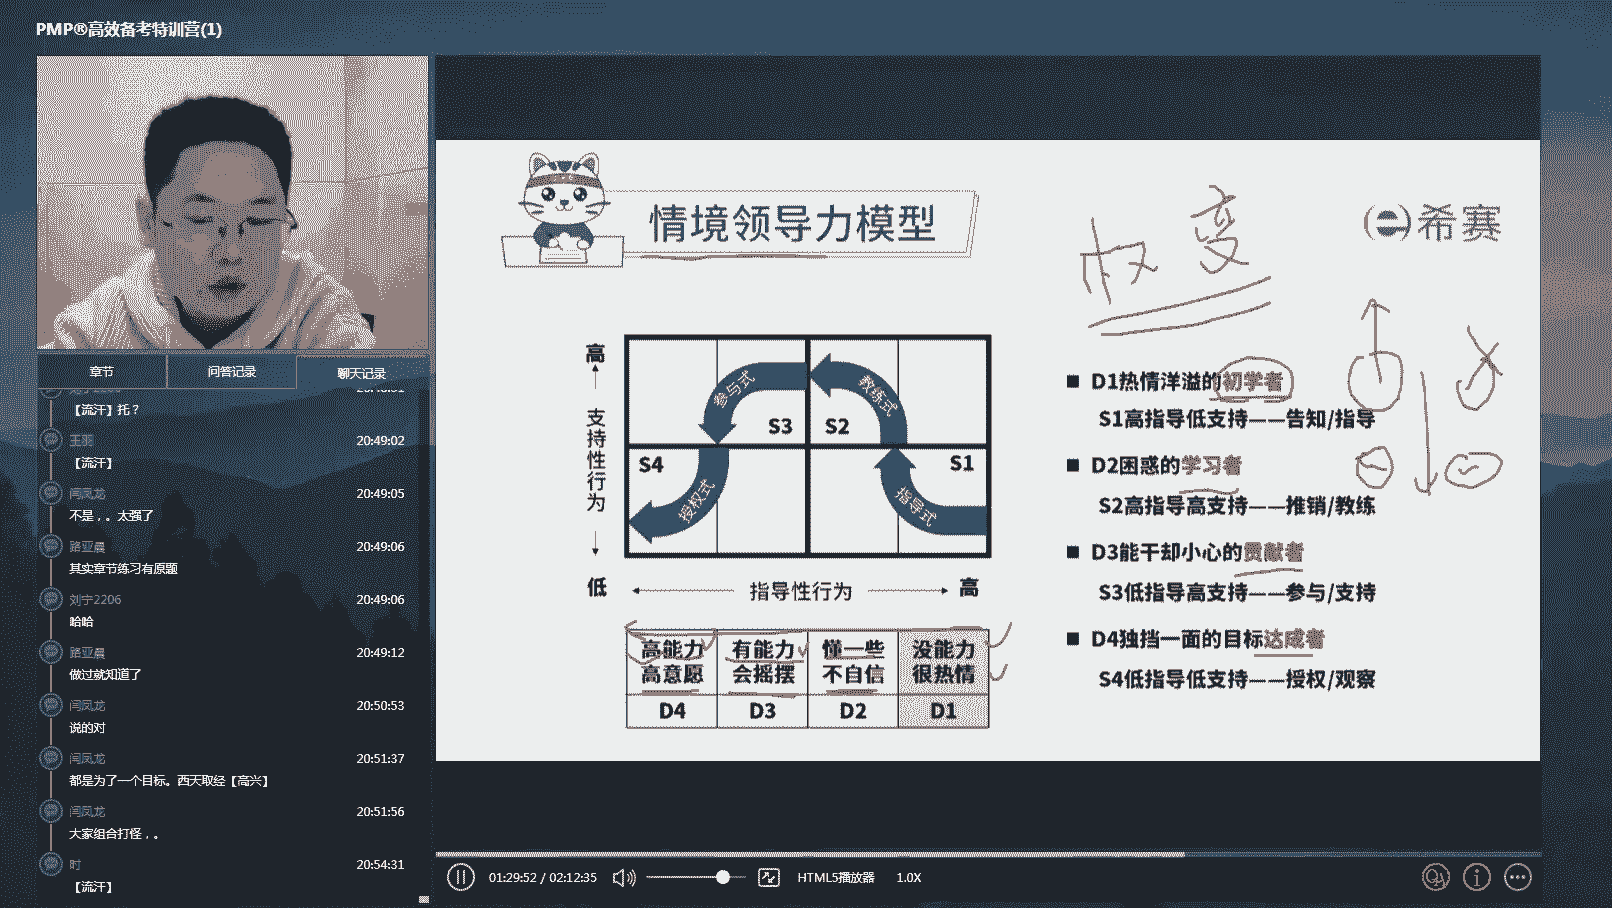 PMP®高效备考特训营(1)
章节
问答记录
聊天记录
【流汗】托？
王羽
20:49:02
【流汗】
闫凤龙
20:49:05
不是，。太强了
路亚晨
20:49:06
其实章节练习有原题
刘宁2206
20:49:06
哈哈
路亚晨
20:49:12
做过就知道了
闫凤龙
20:50:53
说的对
闫凤龙
20:51:37
都是为了一个目标。西天取经【高兴】
闫凤龙
20:51:56
大家组合打怪，。
时
20:54:31
【流汗】
情境领导力模型
权变
希赛
高
支持性行为
低
参与式
教练式
S3
S2
S4
S1
授权式
指导式
指导性行为
高
高能力
高意愿
有能力
会摇摆
懂一些
不自信
没能力
很热情
D4
D3
D2
D1
D1热情洋溢的初学者
S1高指导低支持——告知/指导
D2困惑的学习者
S2高指导高支持——推销/教练
D3能干却小心的贡献者
S3低指导高支持——参与/支持
D4独挡一面的目标达成者
S4低指导低支持——授权/观察
01:29:52 / 02:12:35
HTML5播放器
1.0X